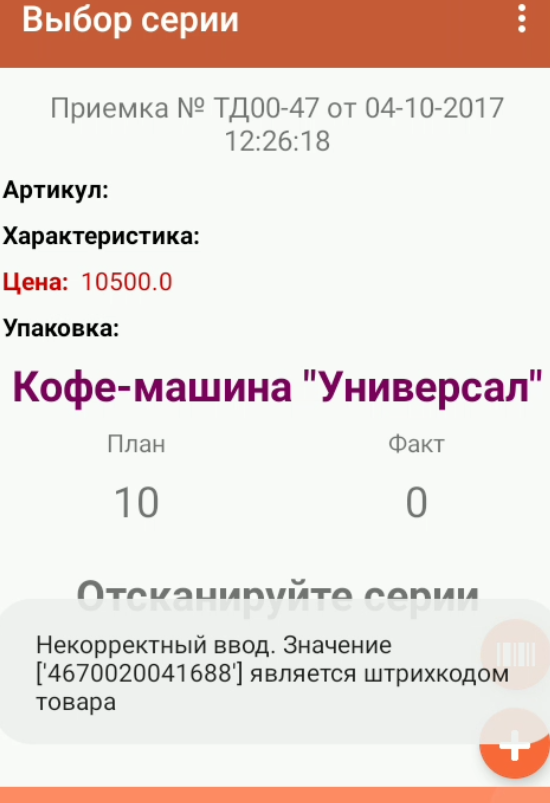 Выбор серии
Приемка № ТД00-47 от 04-10-2017
12:26:18
Артикул:
Характеристика:
Цена: 10500.0
Упаковка:
Кофе-машина "Универсал"
План Факт
10 0
Отсканируйте серии
Некорректный ввод. Значение
['4670020041688'] является штрихкодом
товара